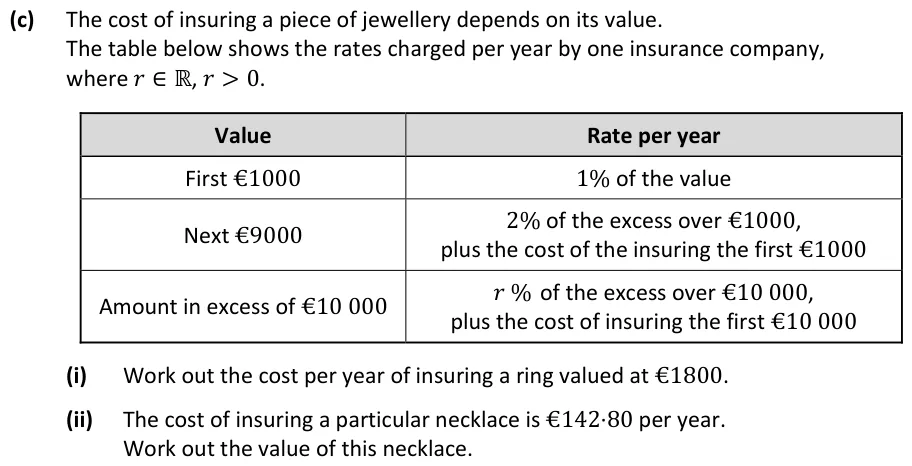 (c) The cost of insuring a piece of jewellery depends on its value.
The table below shows the rates charged per year by one insurance company,
where r ∈ ℝ, r > 0.
Value Rate per year
First €1000 1% of the value
Next €9000 2% of the excess over €1000,
plus the cost of the insuring the first €1000
Amount in excess of €10 000 r % of the excess over €10 000,
plus the cost of insuring the first €10 000
(i) Work out the cost per year of insuring a ring valued at €1800.
(ii) The cost of insuring a particular necklace is €142·80 per year.
Work out the value of this necklace.